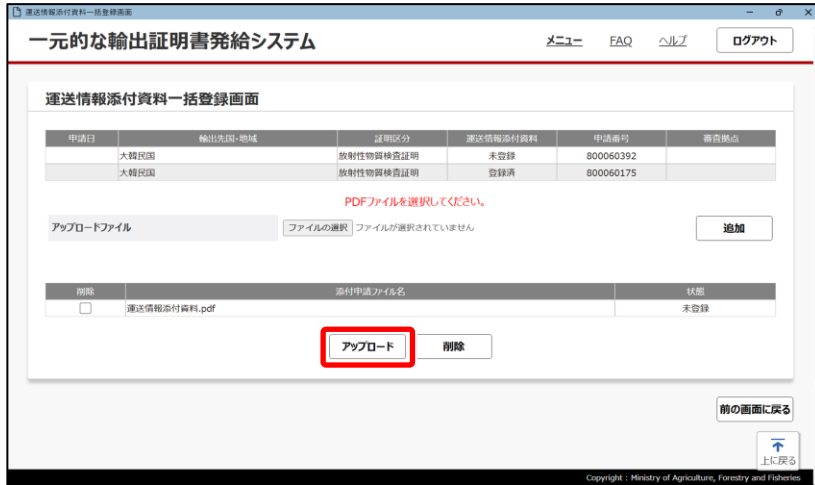 運送情報添付資料一括登録画面
一元的な輸出証明書発給システム メニュー FAQ ヘルプ ログアウト
運送情報添付資料一括登録画面
申請日 輸出先国・地域 証明区分 運送情報添付資料 申請番号 審査拠点
大韓民国 放射性物質検査証明 未登録 800060392
大韓民国 放射性物質検査証明 登録済 800060175
PDFファイルを選択してください。
アップロードファイル ファイルの選択 ファイルが選択されていません 追加
削除 添付申請ファイル名 状態
運送情報添付資料.pdf 未登録
アップロード 削除
前の画面に戻る
上に戻る
Copyright : Ministry of Agriculture, Forestry and Fisheries